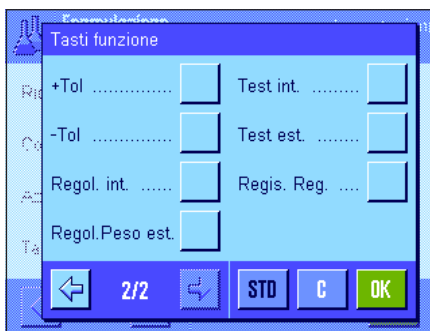 Formulazione
Tasti funzione
+Tol ............... Test int. .........
-Tol ............... Test est. ........
Regol. int. ...... Regis. Reg. ....
Regol.Peso est.
2/2 STD C OK